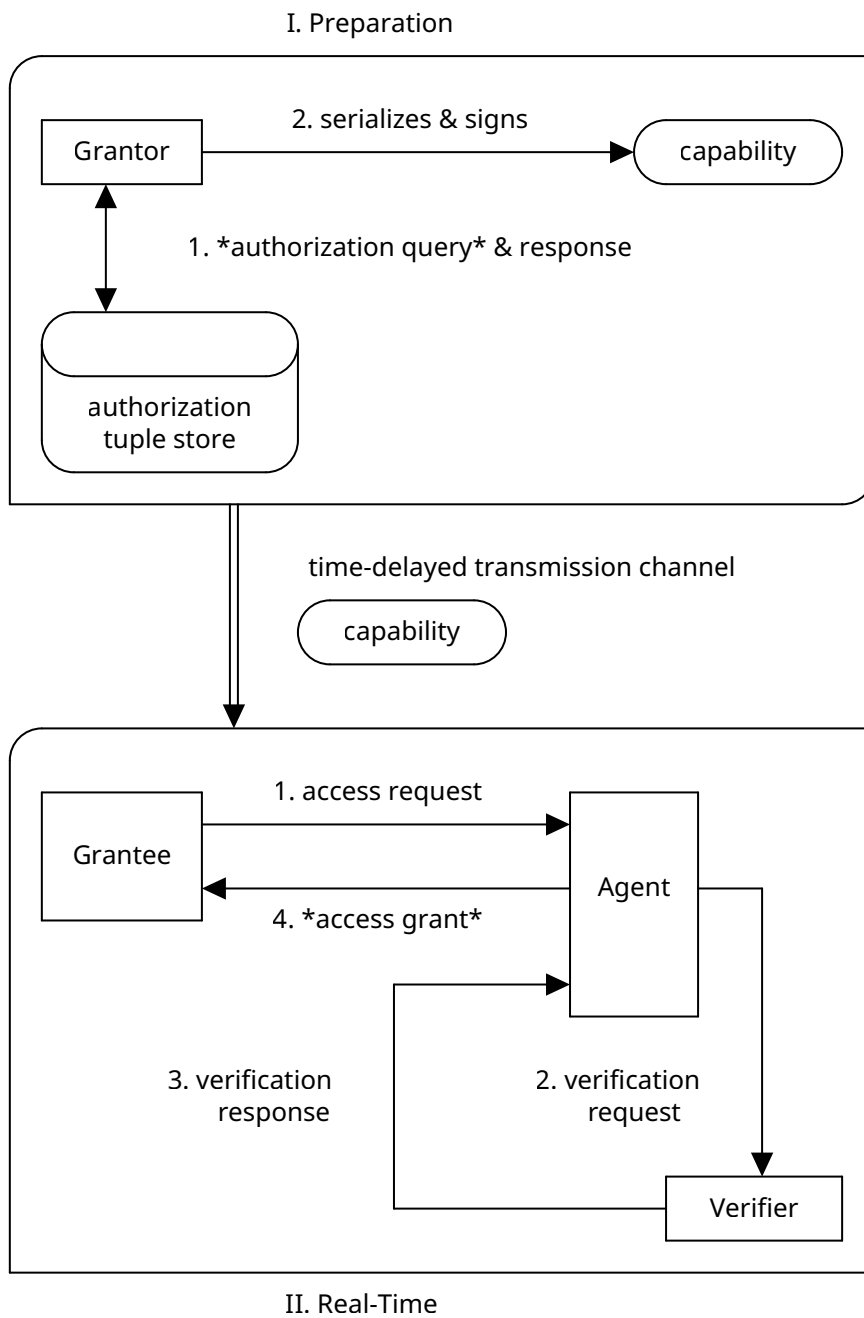 I. Preparation
2. serializes & signs
Grantor
capability
1. *authorization query* & response
authorization
tuple store
time-delayed transmission channel
capability
1. access request
Grantee
Agent
4. *access grant*
3. verification
response
2. verification
request
Verifier
II. Real-Time